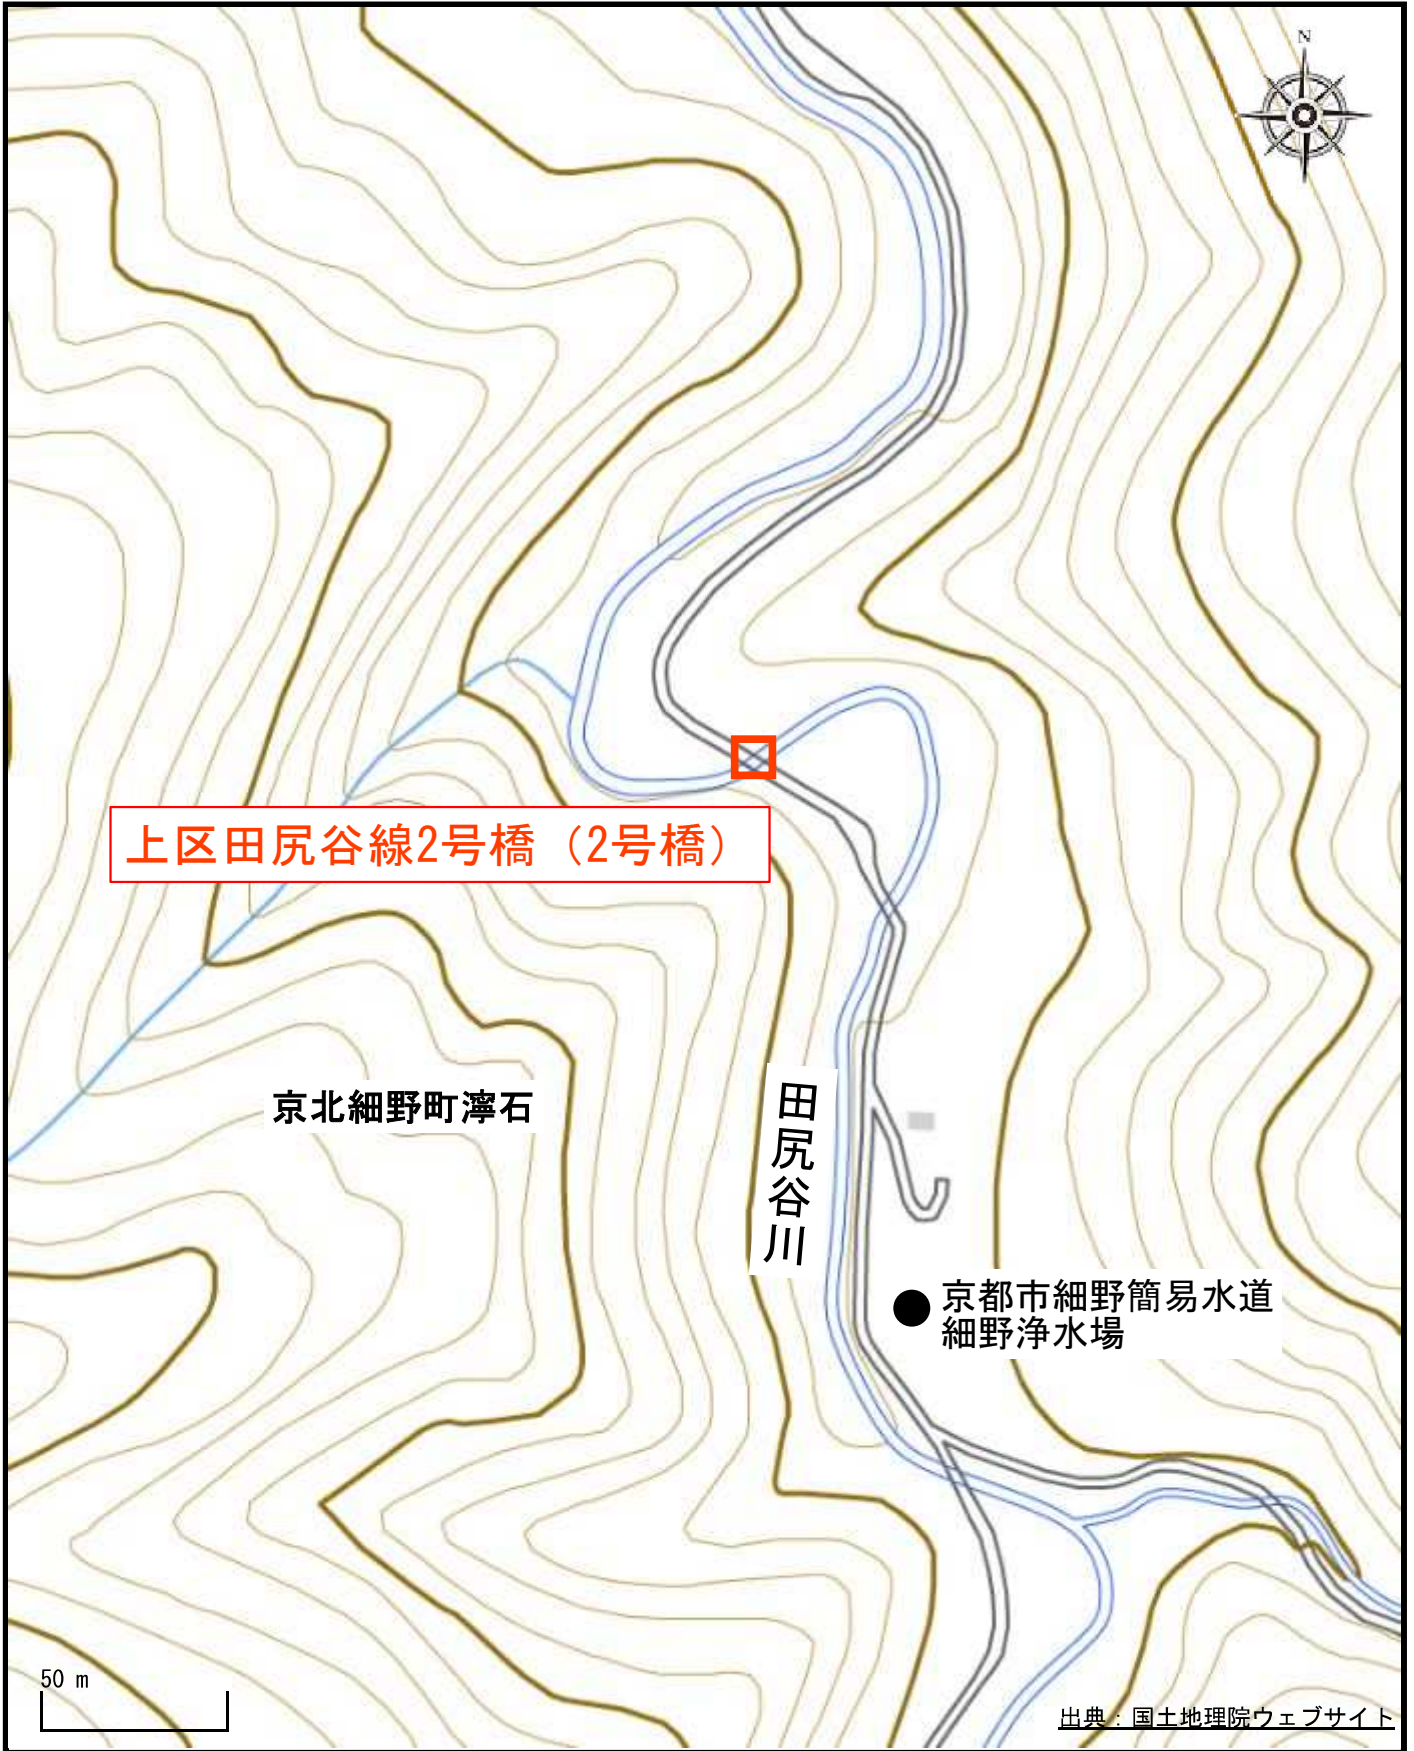 N
上区田尻谷線2号橋（2号橋）
京北細野町濘石
田尻谷川
京都市細野簡易水道
細野浄水場
50 m
出典：国土地理院ウェブサイト